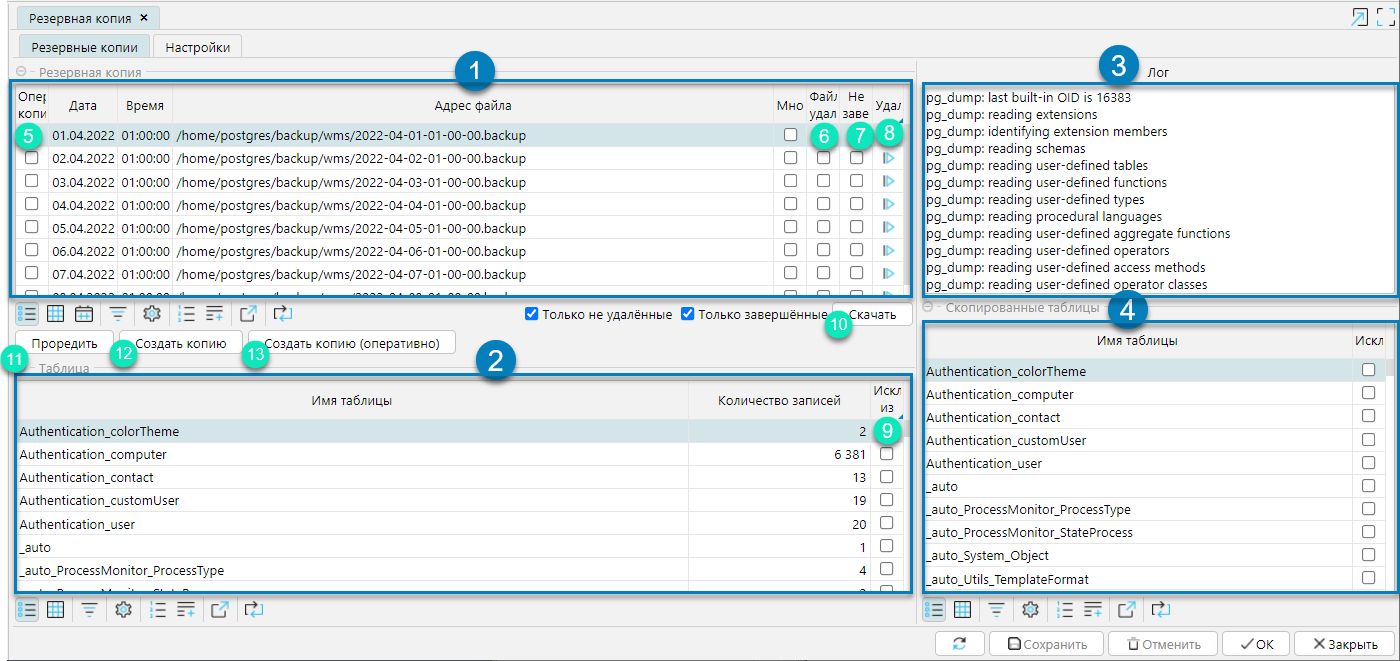 Резервная копия ×
Резервные копии Настройки
Резервная копия
1
3
Лог
Опер копи Дата Время Адрес файла Мно Файл удал Не заве Удал
5 6 7 8
01.04.2022 01:00:00 /home/postgres/backup/wms/2022-04-01-01-00-00.backup
02.04.2022 01:00:00 /home/postgres/backup/wms/2022-04-02-01-00-00.backup
03.04.2022 01:00:00 /home/postgres/backup/wms/2022-04-03-01-00-00.backup
04.04.2022 01:00:00 /home/postgres/backup/wms/2022-04-04-01-00-00.backup
05.04.2022 01:00:00 /home/postgres/backup/wms/2022-04-05-01-00-00.backup
06.04.2022 01:00:00 /home/postgres/backup/wms/2022-04-06-01-00-00.backup
07.04.2022 01:00:00 /home/postgres/backup/wms/2022-04-07-01-00-00.backup
pg_dump: last built-in OID is 16383
pg_dump: reading extensions
pg_dump: identifying extension members
pg_dump: reading schemas
pg_dump: reading user-defined tables
pg_dump: reading user-defined functions
pg_dump: reading user-defined types
pg_dump: reading procedural languages
pg_dump: reading user-defined aggregate functions
pg_dump: reading user-defined operators
pg_dump: reading user-defined access methods
pg_dump: reading user-defined operator classes
Только не удалённые Только завершённые 10 Скачать
11 Проредить 12 Создать копию 13 Создать копию (оперативно)
Таблица
2
Имя таблицы Количество записей Искл из
9
Authentication_colorTheme 2
Authentication_computer 6 381
Authentication_contact 13
Authentication_customUser 19
Authentication_user 20
_auto 1
_auto_ProcessMonitor_ProcessType 4
Скопированные таблицы
4
Имя таблицы Искл
Authentication_colorTheme
Authentication_computer
Authentication_contact
Authentication_customUser
Authentication_user
_auto
_auto_ProcessMonitor_ProcessType
_auto_ProcessMonitor_StateProcess
_auto_System_Object
_auto_Utils_TemplateFormat
Сохранить Отменить OK Закрыть